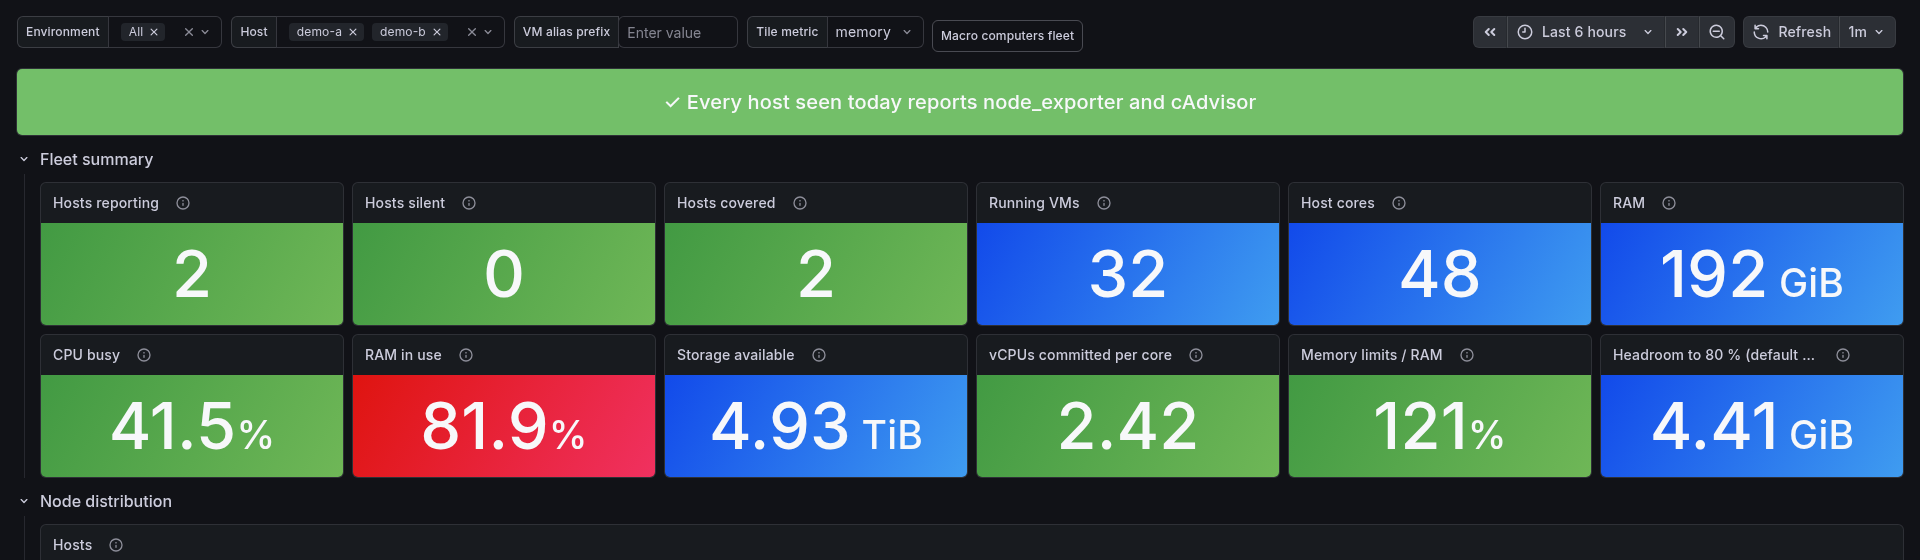 Environment All Host demo-a demo-b VM alias prefix Enter value Tile metric memory Macro computers fleet Last 6 hours Refresh 1m
✓ Every host seen today reports node_exporter and cAdvisor
Fleet summary
Hosts reporting Hosts silent Hosts covered Running VMs Host cores RAM
2 0 2 32 48 192 GiB
CPU busy RAM in use Storage available vCPUs committed per core Memory limits / RAM Headroom to 80 % (default ...
41.5% 81.9% 4.93 TiB 2.42 121% 4.41 GiB
Node distribution
Hosts